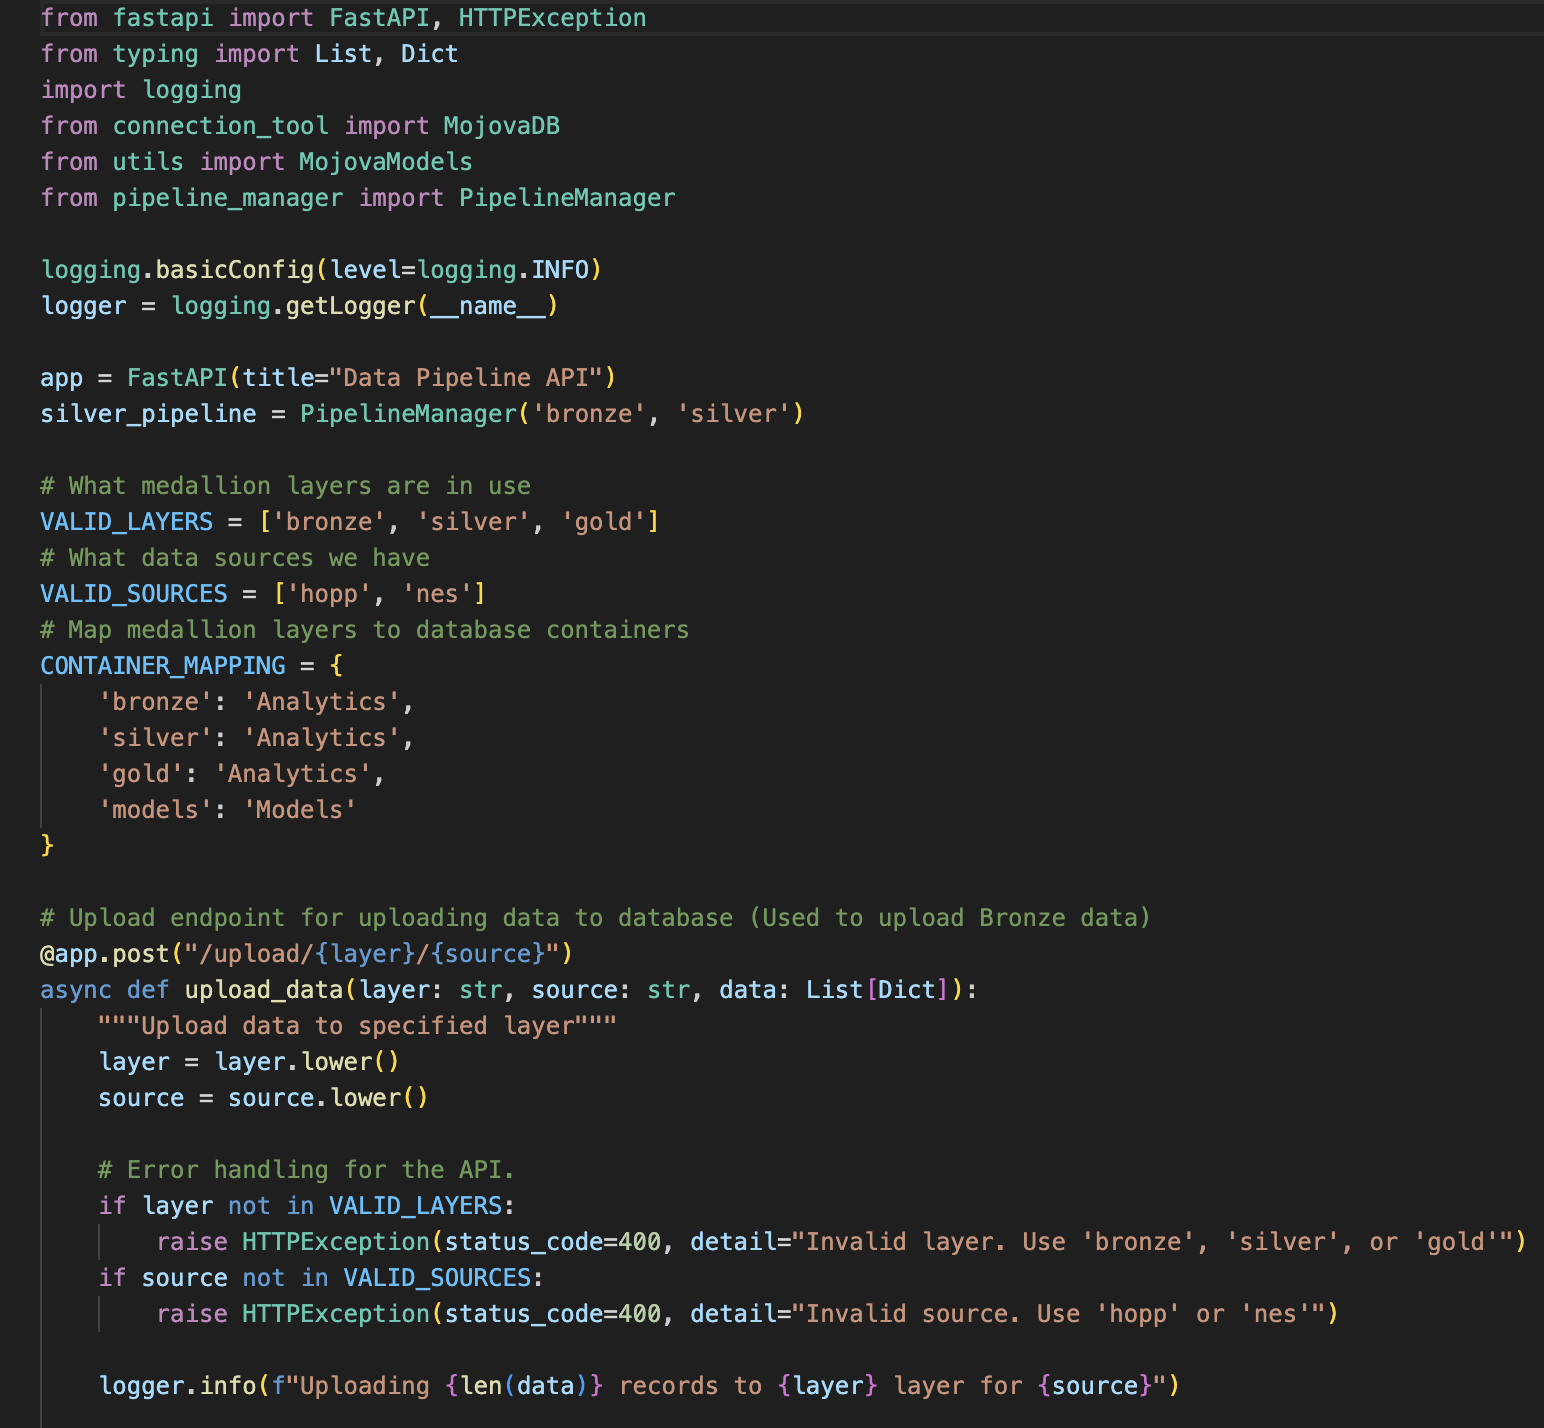 from fastapi import FastAPI, HTTPException
from typing import List, Dict
import logging
from connection_tool import MojovaDB
from utils import MojovaModels
from pipeline_manager import PipelineManager

logging.basicConfig(level=logging.INFO)
logger = logging.getLogger(__name__)

app = FastAPI(title="Data Pipeline API")
silver_pipeline = PipelineManager('bronze', 'silver')

# What medallion layers are in use
VALID_LAYERS = ['bronze', 'silver', 'gold']
# What data sources we have
VALID_SOURCES = ['hopp', 'nes']
# Map medallion layers to database containers
CONTAINER_MAPPING = {
    'bronze': 'Analytics',
    'silver': 'Analytics',
    'gold': 'Analytics',
    'models': 'Models'
}

# Upload endpoint for uploading data to database (Used to upload Bronze data)
@app.post("/upload/{layer}/{source}")
async def upload_data(layer: str, source: str, data: List[Dict]):
    """Upload data to specified layer"""
    layer = layer.lower()
    source = source.lower()

    # Error handling for the API.
    if layer not in VALID_LAYERS:
        raise HTTPException(status_code=400, detail="Invalid layer. Use 'bronze', 'silver', or 'gold'")
    if source not in VALID_SOURCES:
        raise HTTPException(status_code=400, detail="Invalid source. Use 'hopp' or 'nes'")

    logger.info(f"Uploading {len(data)} records to {layer} layer for {source}")